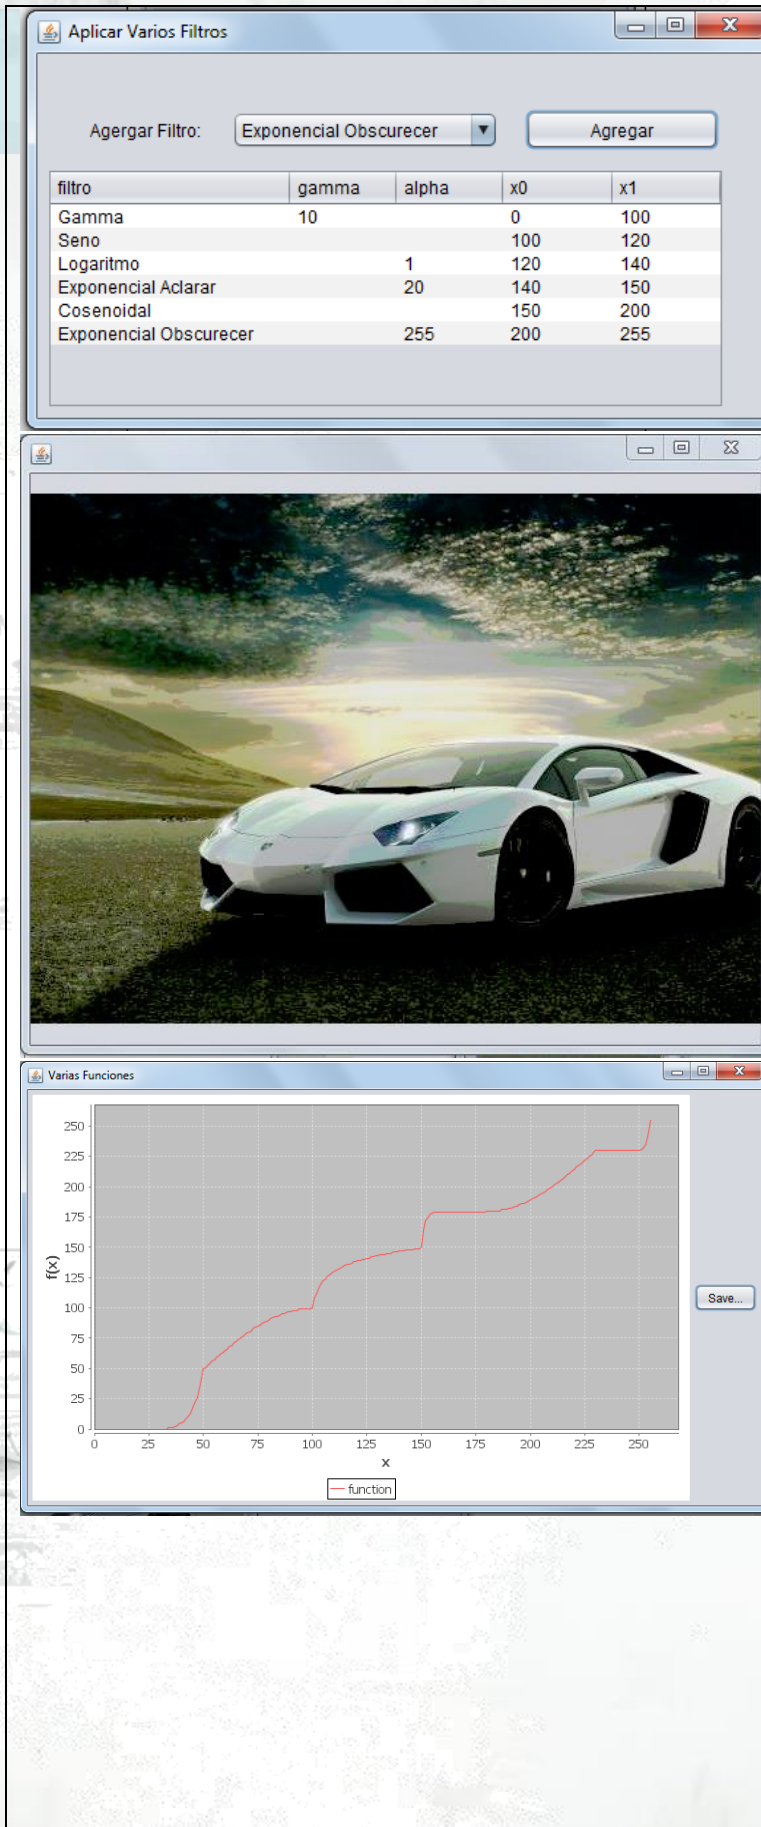 Aplicar Varios Filtros
Agergar Filtro: Exponencial Obscurecer Agregar
filtro gamma alpha x0 x1
Gamma 10 0 100
Seno 100 120
Logaritmo 1 120 140
Exponencial Aclarar 20 140 150
Cosenoidal 150 200
Exponencial Obscurecer 255 200 255
Varias Funciones
250
225
200
175
150
125
100
75
50
25
0
f(x)
0 25 50 75 100 125 150 175 200 225 250
x
function
Save...